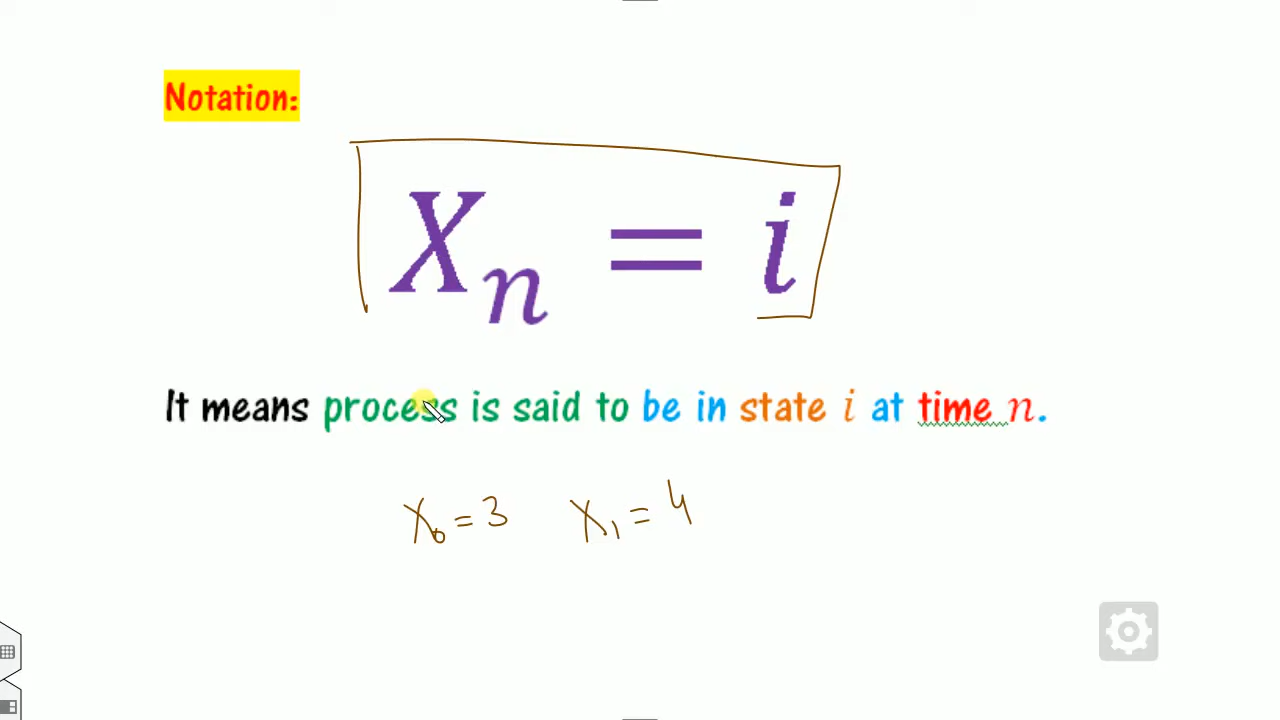 Notation:
Xₙ = i
It means process is said to be in state i at time n.
X₀ = 3 X₁ = 4